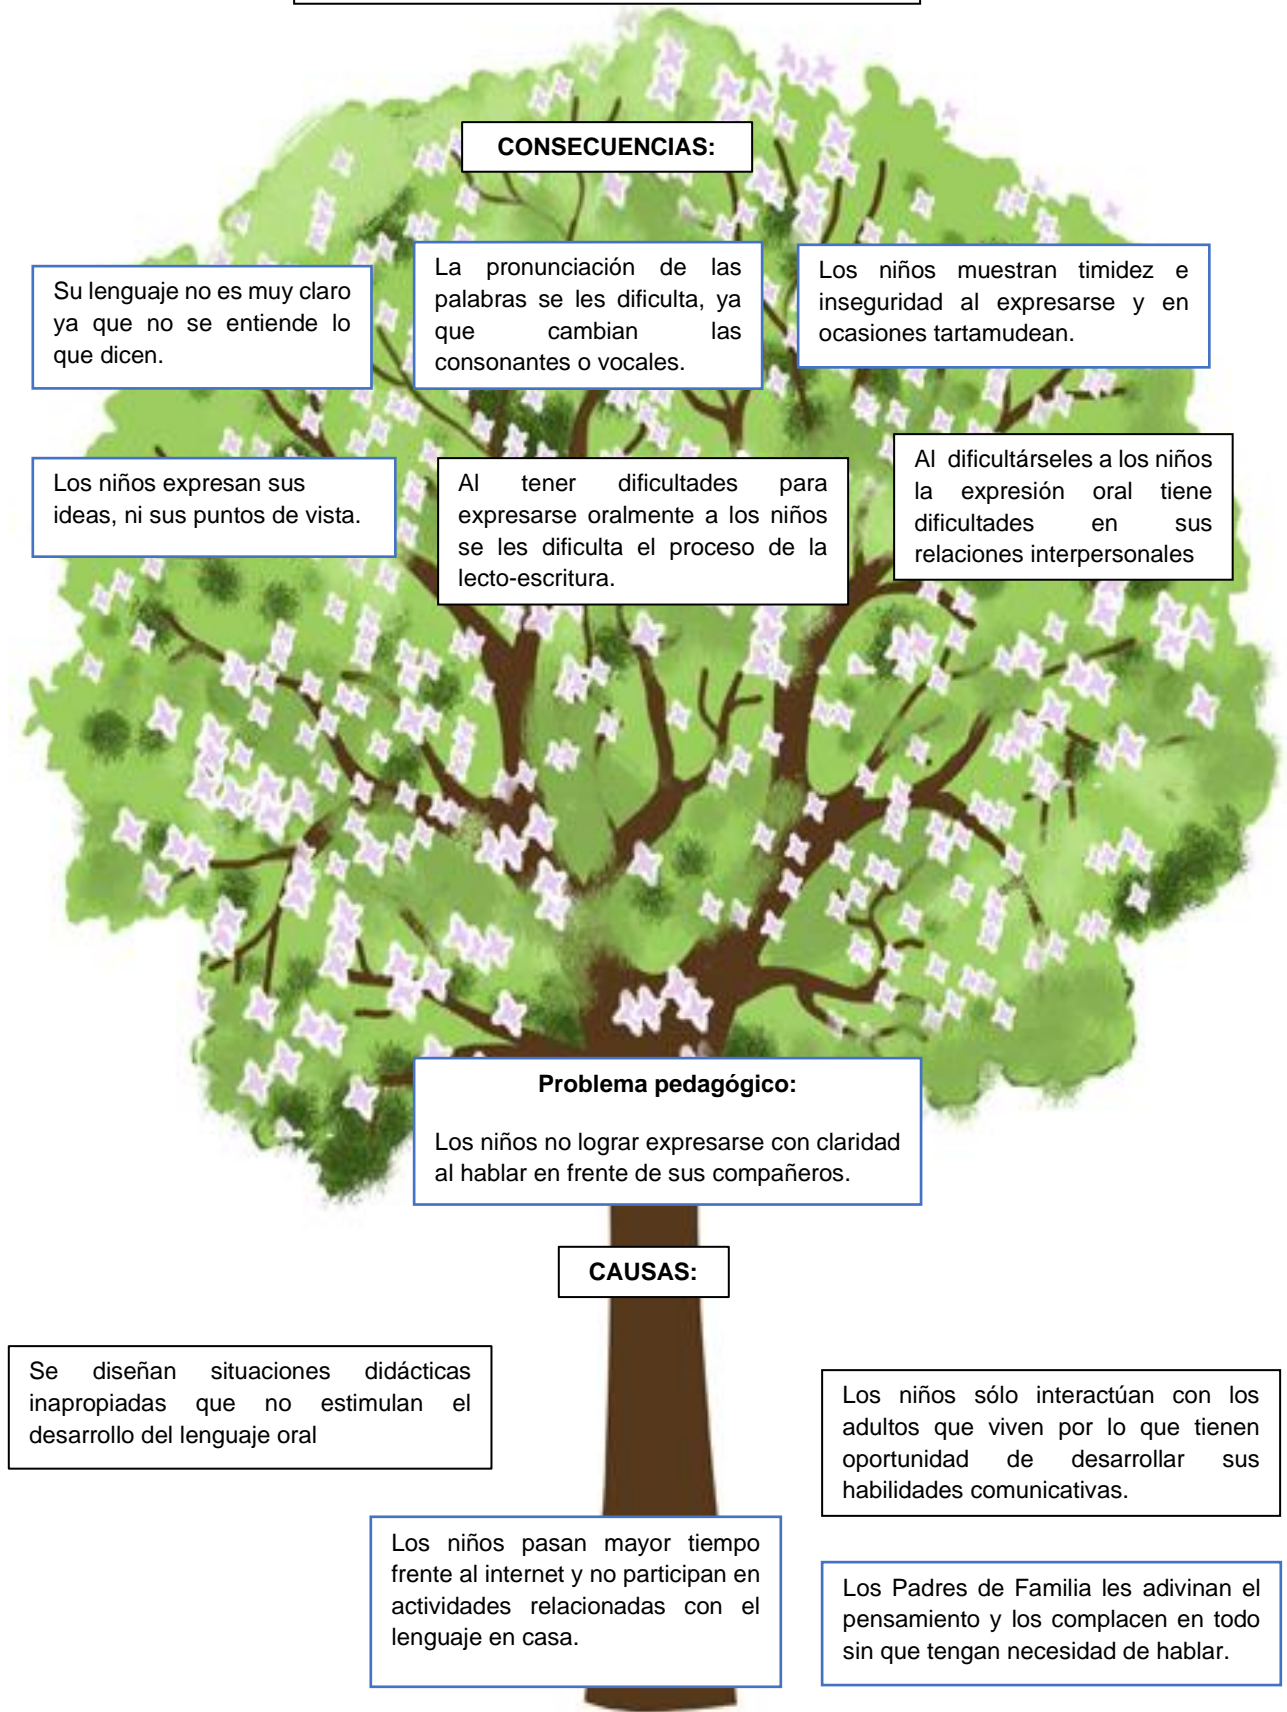 CONSECUENCIAS:
Su lenguaje no es muy claro
ya que no se entiende lo
que dicen.
La pronunciación de las
palabras se les dificulta, ya
que cambian las
consonantes o vocales.
Los niños muestran timidez e
inseguridad al expresarse y en
ocasiones tartamudean.
Los niños expresan sus
ideas, ni sus puntos de vista.
Al tener dificultades para
expresarse oralmente a los niños
se les dificulta el proceso de la
lecto-escritura.
Al dificultárseles a los niños
la expresión oral tiene
dificultades en sus
relaciones interpersonales
Problema pedagógico:
Los niños no lograr expresarse con claridad
al hablar en frente de sus compañeros.
CAUSAS:
Se diseñan situaciones didácticas
inapropiadas que no estimulan el
desarrollo del lenguaje oral
Los niños sólo interactúan con los
adultos que viven por lo que tienen
oportunidad de desarrollar sus
habilidades comunicativas.
Los niños pasan mayor tiempo
frente al internet y no participan en
actividades relacionadas con el
lenguaje en casa.
Los Padres de Familia les adivinan el
pensamiento y los complacen en todo
sin que tengan necesidad de hablar.